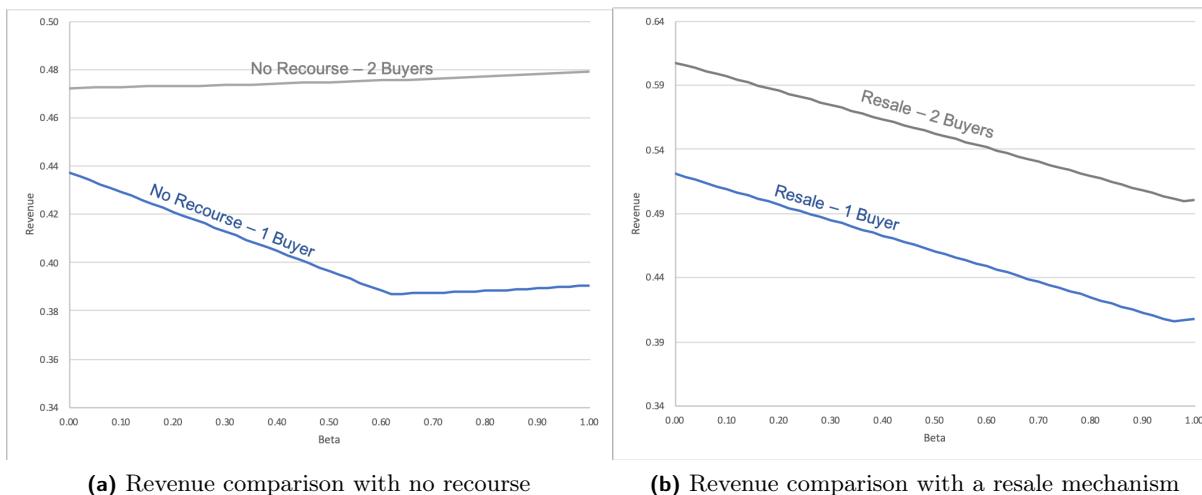 0.50
0.48
0.46
0.44
0.42
0.40
0.38
0.36
0.34
Revenue
No Recourse – 2 Buyers
No Recourse – 1 Buyer
0.00 0.10 0.20 0.30 0.40 0.50 0.60 0.70 0.80 0.90 1.00
Beta
(a) Revenue comparison with no recourse
0.64
0.59
0.54
0.49
0.44
0.39
0.34
Revenue
Resale – 2 Buyers
Resale – 1 Buyer
0.00 0.10 0.20 0.30 0.40 0.50 0.60 0.70 0.80 0.90 1.00
Beta
(b) Revenue comparison with a resale mechanism